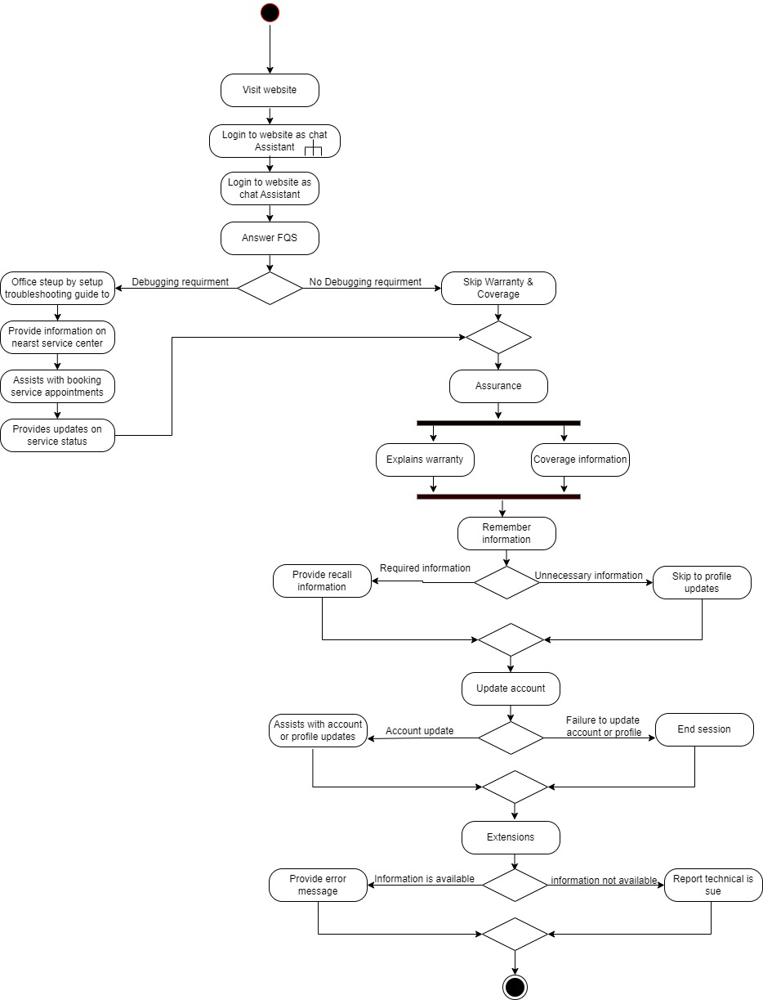 Visit website
Login to website as chat
Assistant
Login to website as
chat Assistant
Answer FQS
Debugging requirment
No Debugging requirment
Office steup by setup
troubleshooting guide to
Skip Warranty &
Coverage
Provide information on
nearst service center
Assists with booking
service appointments
Assurance
Provides updates on
service status
Explains warranty
Coverage information
Remember
information
Required information
Unnecessary information
Provide recall
information
Skip to profile
updates
Update account
Assists with account
or profile updates
Account update
Failure to update
account or profile
End session
Extensions
Provide error
message
Information is available
information not available
Report technical is
sue